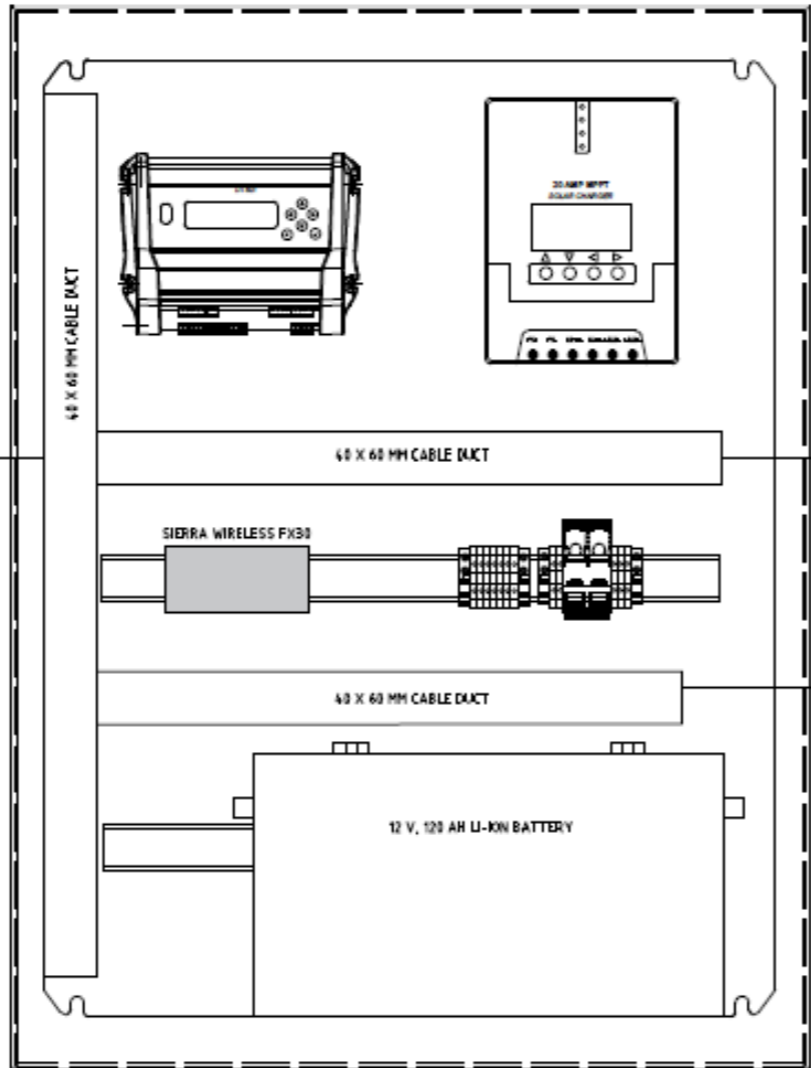 20 AMP MPPT
SOLAR CHARGER
40 X 60 MM CABLE DUCT
40 X 60 MM CABLE DUCT
SIERRA WIRELESS FX30
40 X 60 MM CABLE DUCT
12 V, 120 AH LI-ION BATTERY